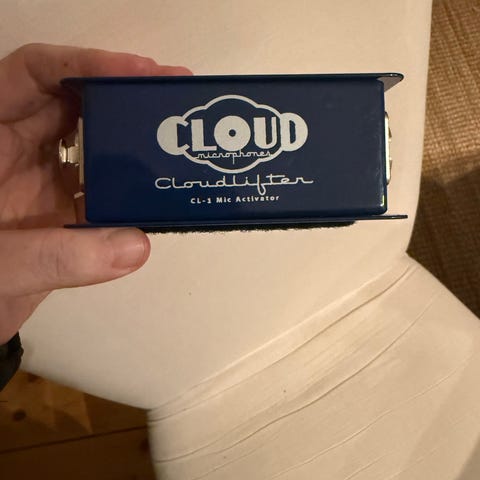 CLOUD
microphones
Cloudlifter
CL-1 Mic Activator